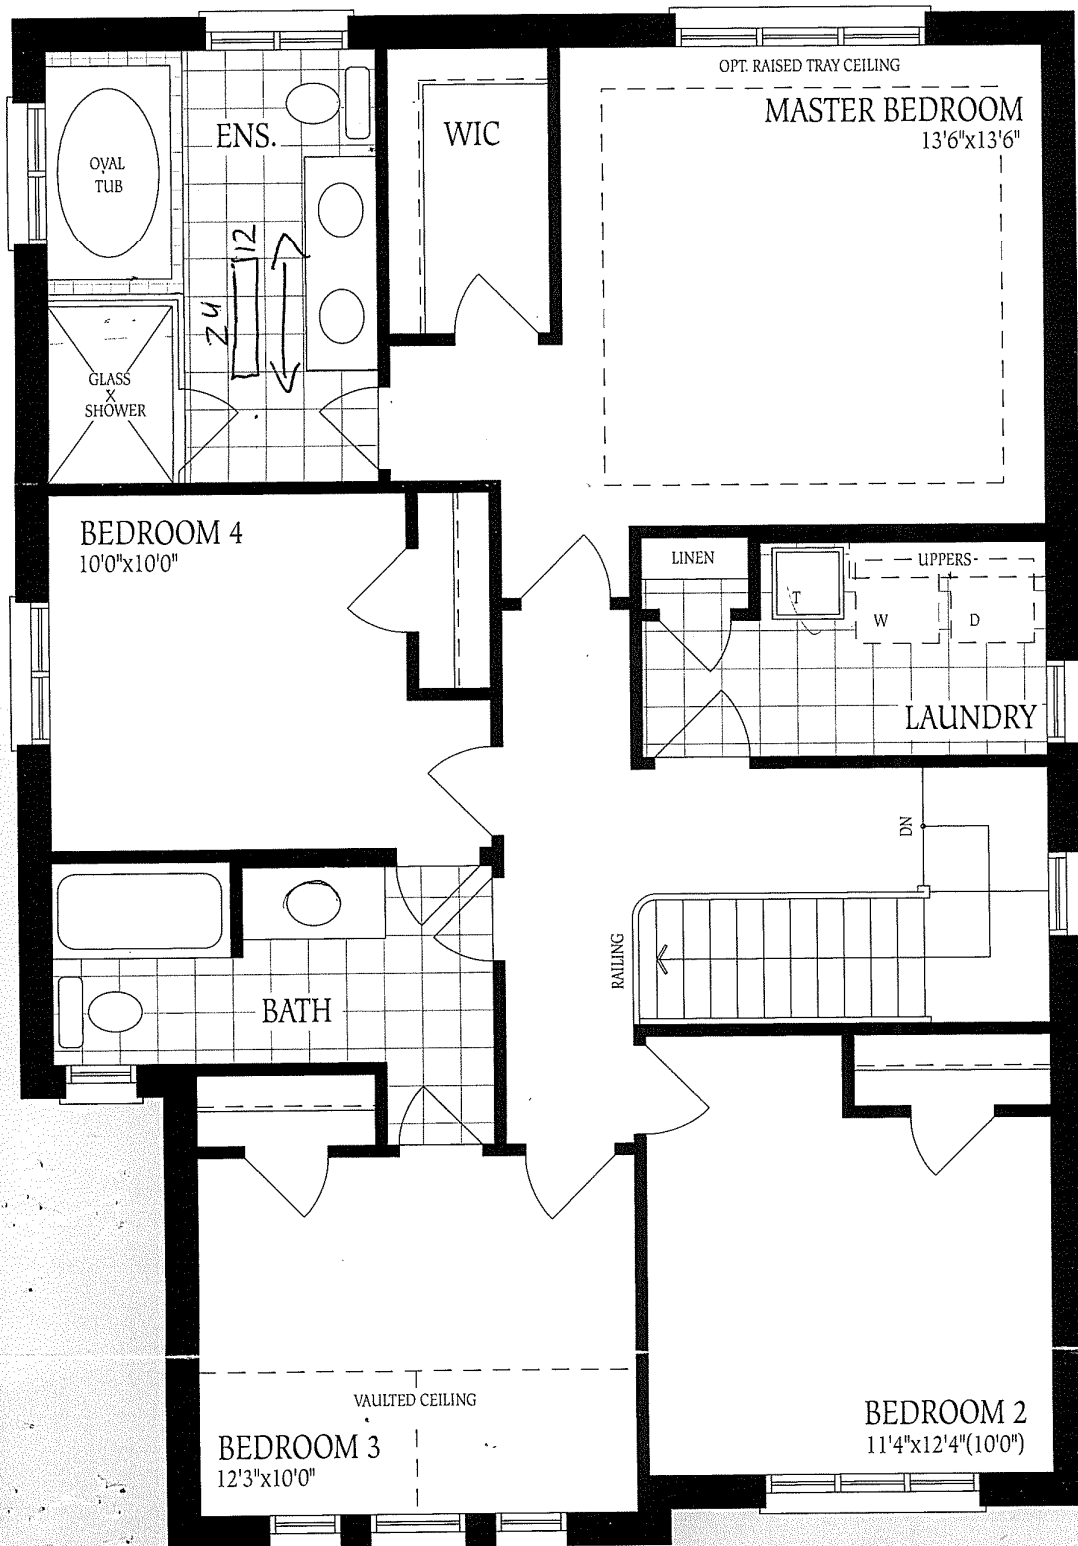 OPT. RAISED TRAY CEILING
MASTER BEDROOM
13'6"x13'6"
ENS.
WIC
OVAL
TUB
12
24
GLASS
X
SHOWER
BEDROOM 4
10'0"x10'0"
LINEN
UPPERS
T
W
D
LAUNDRY
DN
RAILING
BATH
VAULTED CEILING
BEDROOM 3
12'3"x10'0"
BEDROOM 2
11'4"x12'4"(10'0")